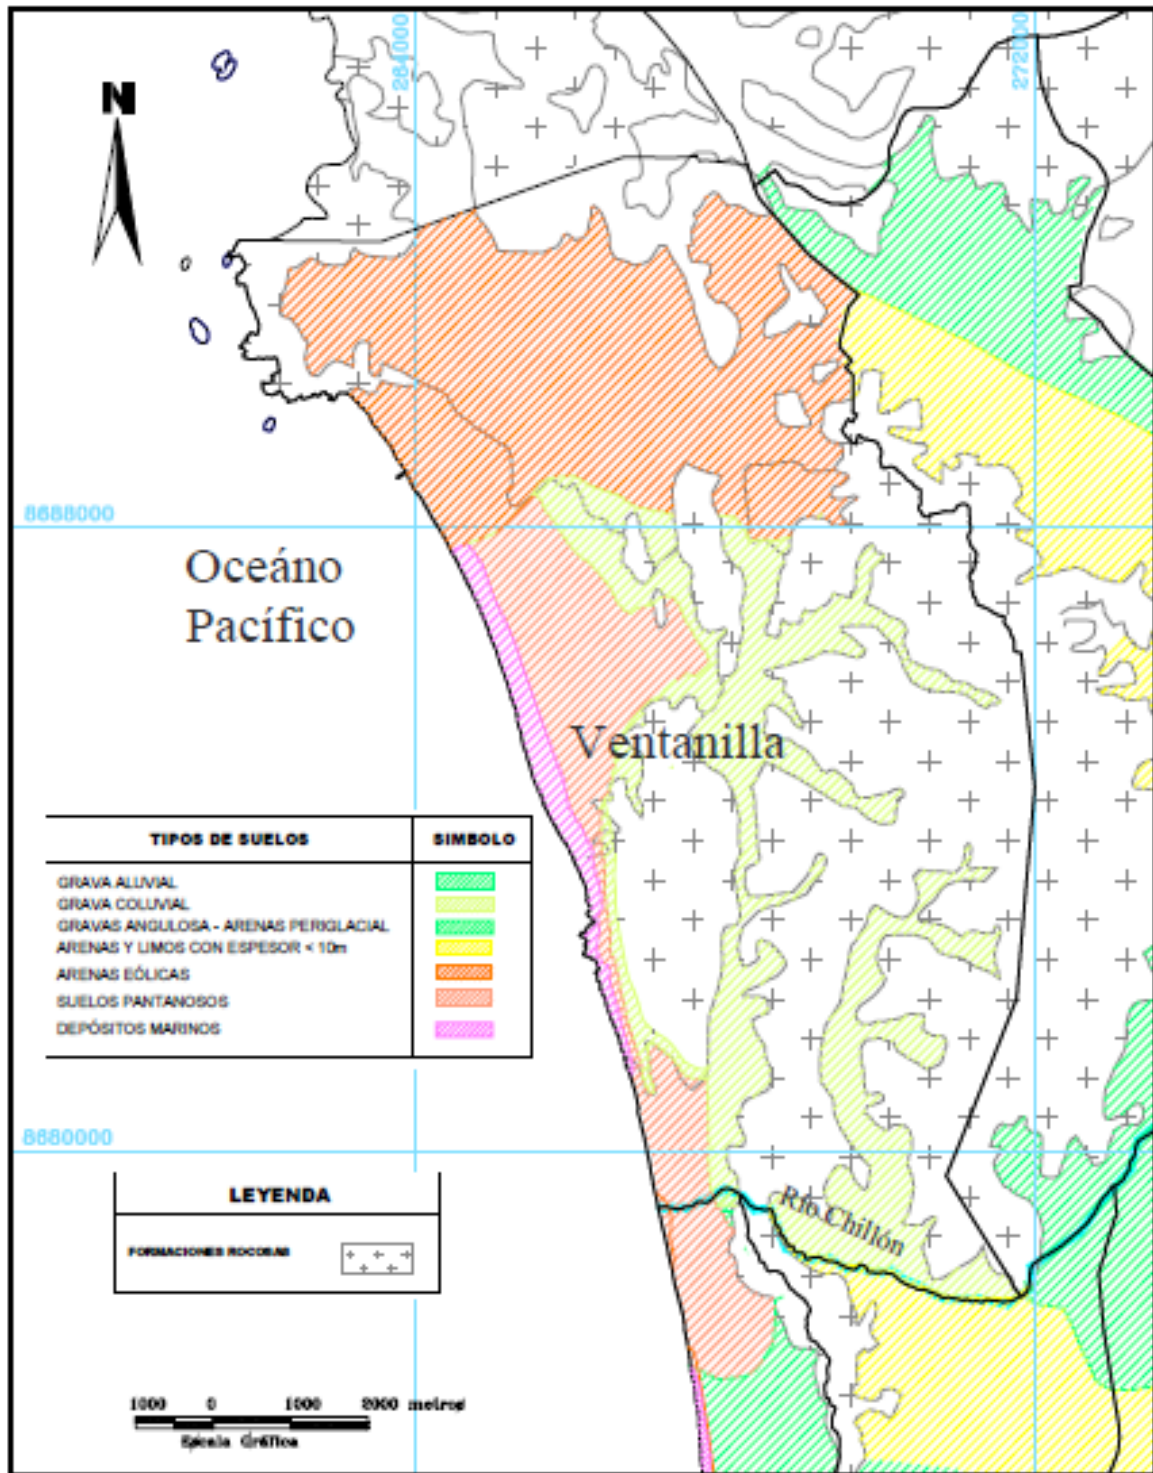 264000
272000
N
8688000
Oceáno
Pacífico
Ventanilla
TIPOS DE SUELOS
SIMBOLO
GRAVA ALUVIAL
GRAVA COLUVIAL
GRAVAS ANGULOSA - ARENAS PERIGLACIAL
ARENAS Y LIMOS CON ESPESOR < 10m
ARENAS EÓLICAS
SUELOS PANTANOSOS
DEPÓSITOS MARINOS
8680000
LEYENDA
FORMACIONES ROCOSAS
Río Chillón
1000 0 1000 2000 metros
Escala Gráfica